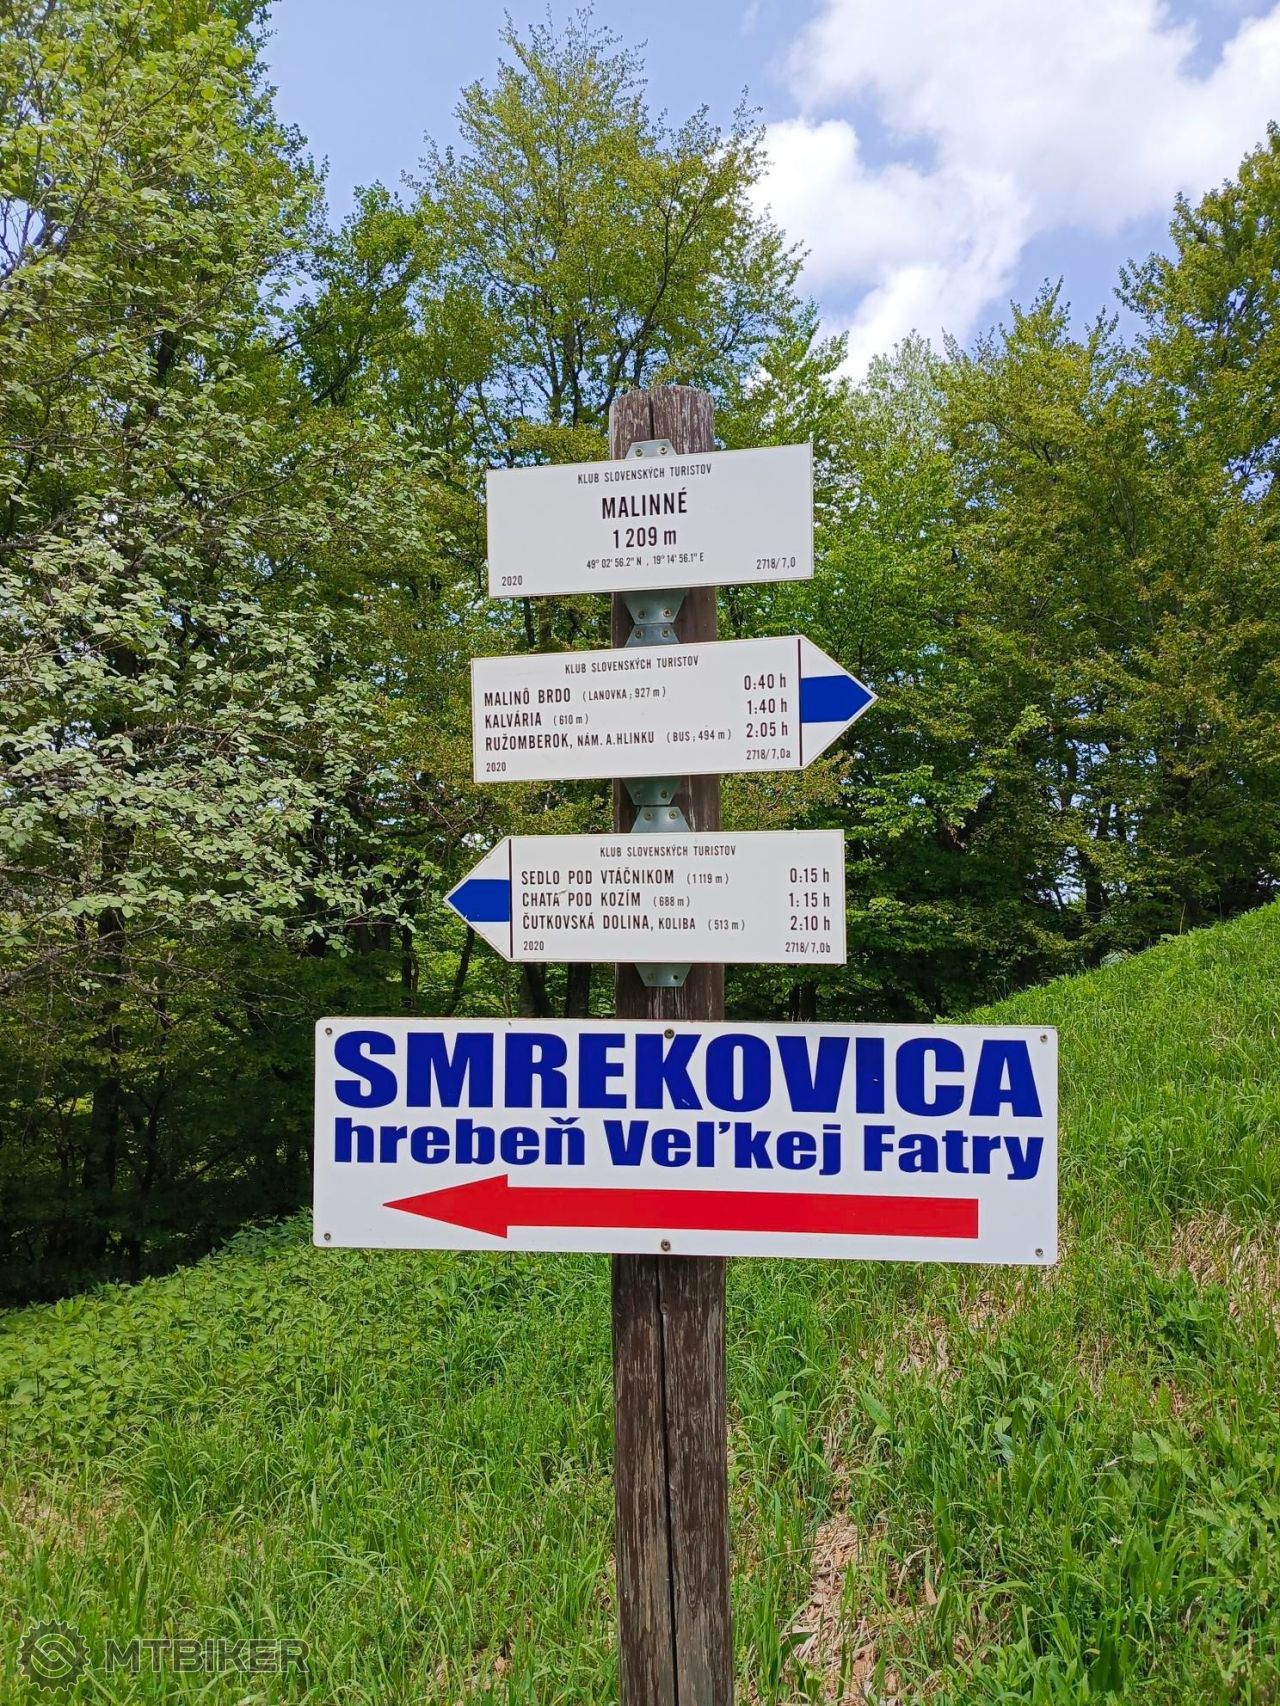 KLUB SLOVENSKÝCH TURISTOV
MALINNÉ
1 209 m
49° 02' 56.2" N , 19° 14' 56.1" E
2020 2718/7,0
KLUB SLOVENSKÝCH TURISTOV
MALINÔ BRDO (LANOVKA; 927 m) 0:40 h
KALVÁRIA (610 m) 1:40 h
RUŽOMBEROK, NÁM. A.HLINKU (BUS; 494 m) 2:05 h
2020 2718/7,0a
KLUB SLOVENSKÝCH TURISTOV
SEDLO POD VTÁČNIKOM (1 119 m) 0:15 h
CHATA POD KOZÍM (688 m) 1:15 h
ČUTKOVSKÁ DOLINA, KOLIBA (513 m) 2:10 h
2020 2718/7,0b
SMREKOVICA
hrebeň Veľkej Fatry
MTBIKER